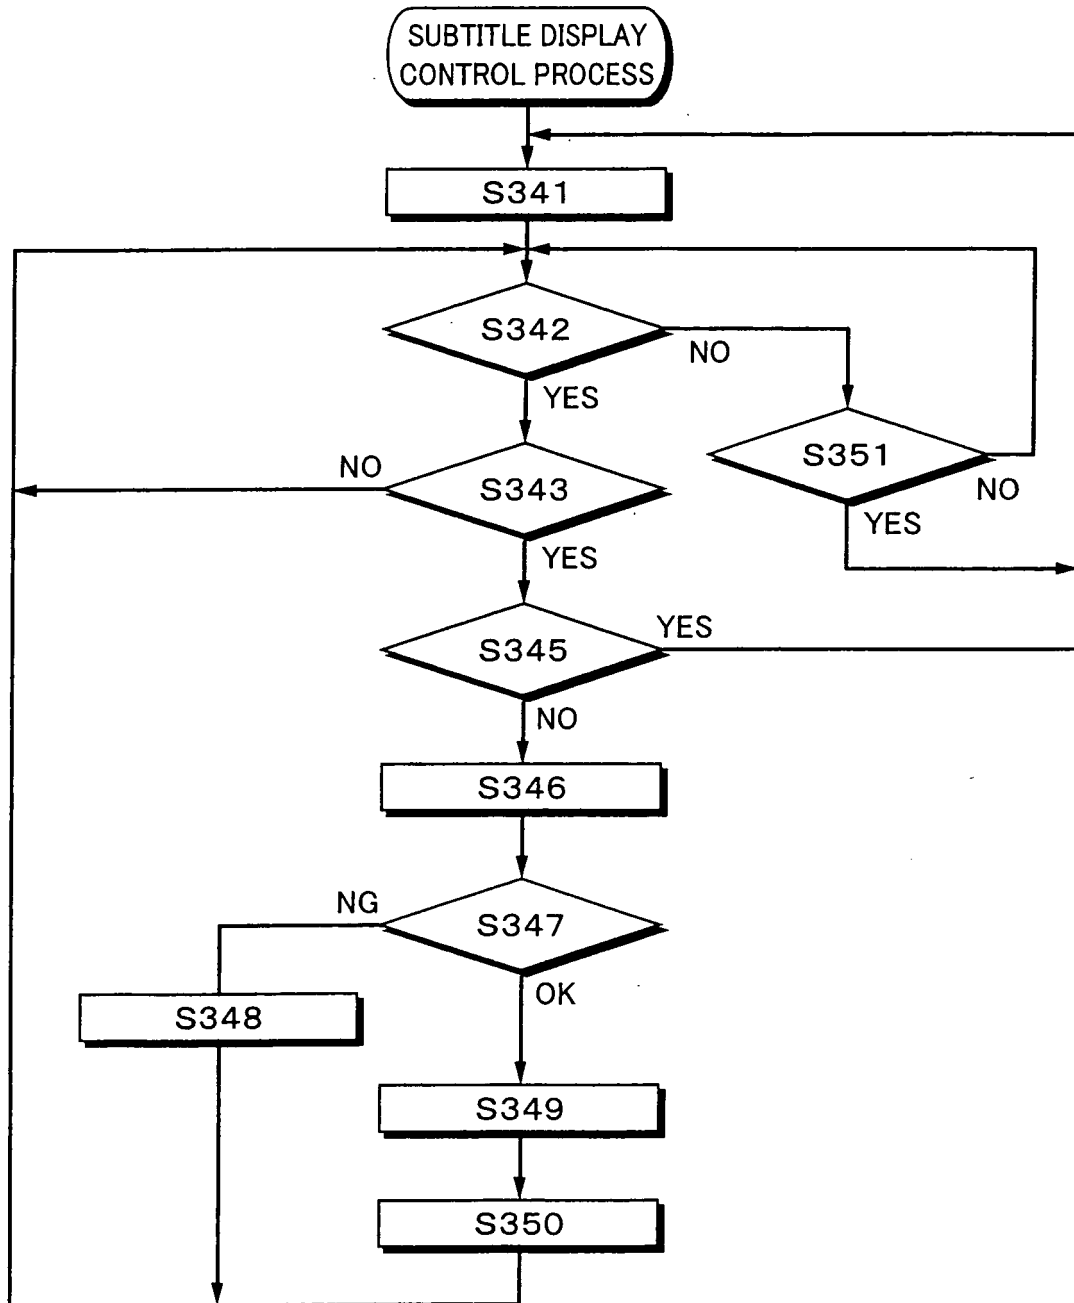 SUBTITLE DISPLAY
CONTROL PROCESS
S341
S342
NO
YES
S351
NO
YES
NO
S343
YES
S345
YES
NO
S346
NG
S347
OK
S348
S349
S350